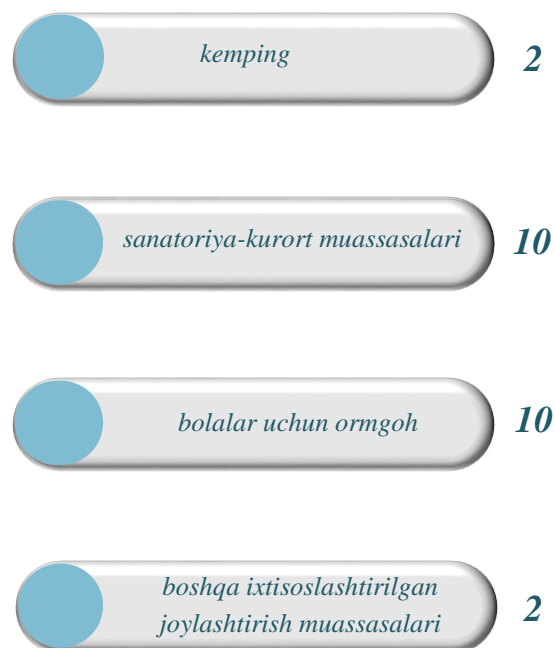 kemping 2
sanatoriya-kurort muassasalari 10
bolalar uchun ormgoh 10
boshqa ixtisoslashtirilgan
joylashtirish muassasalari 2